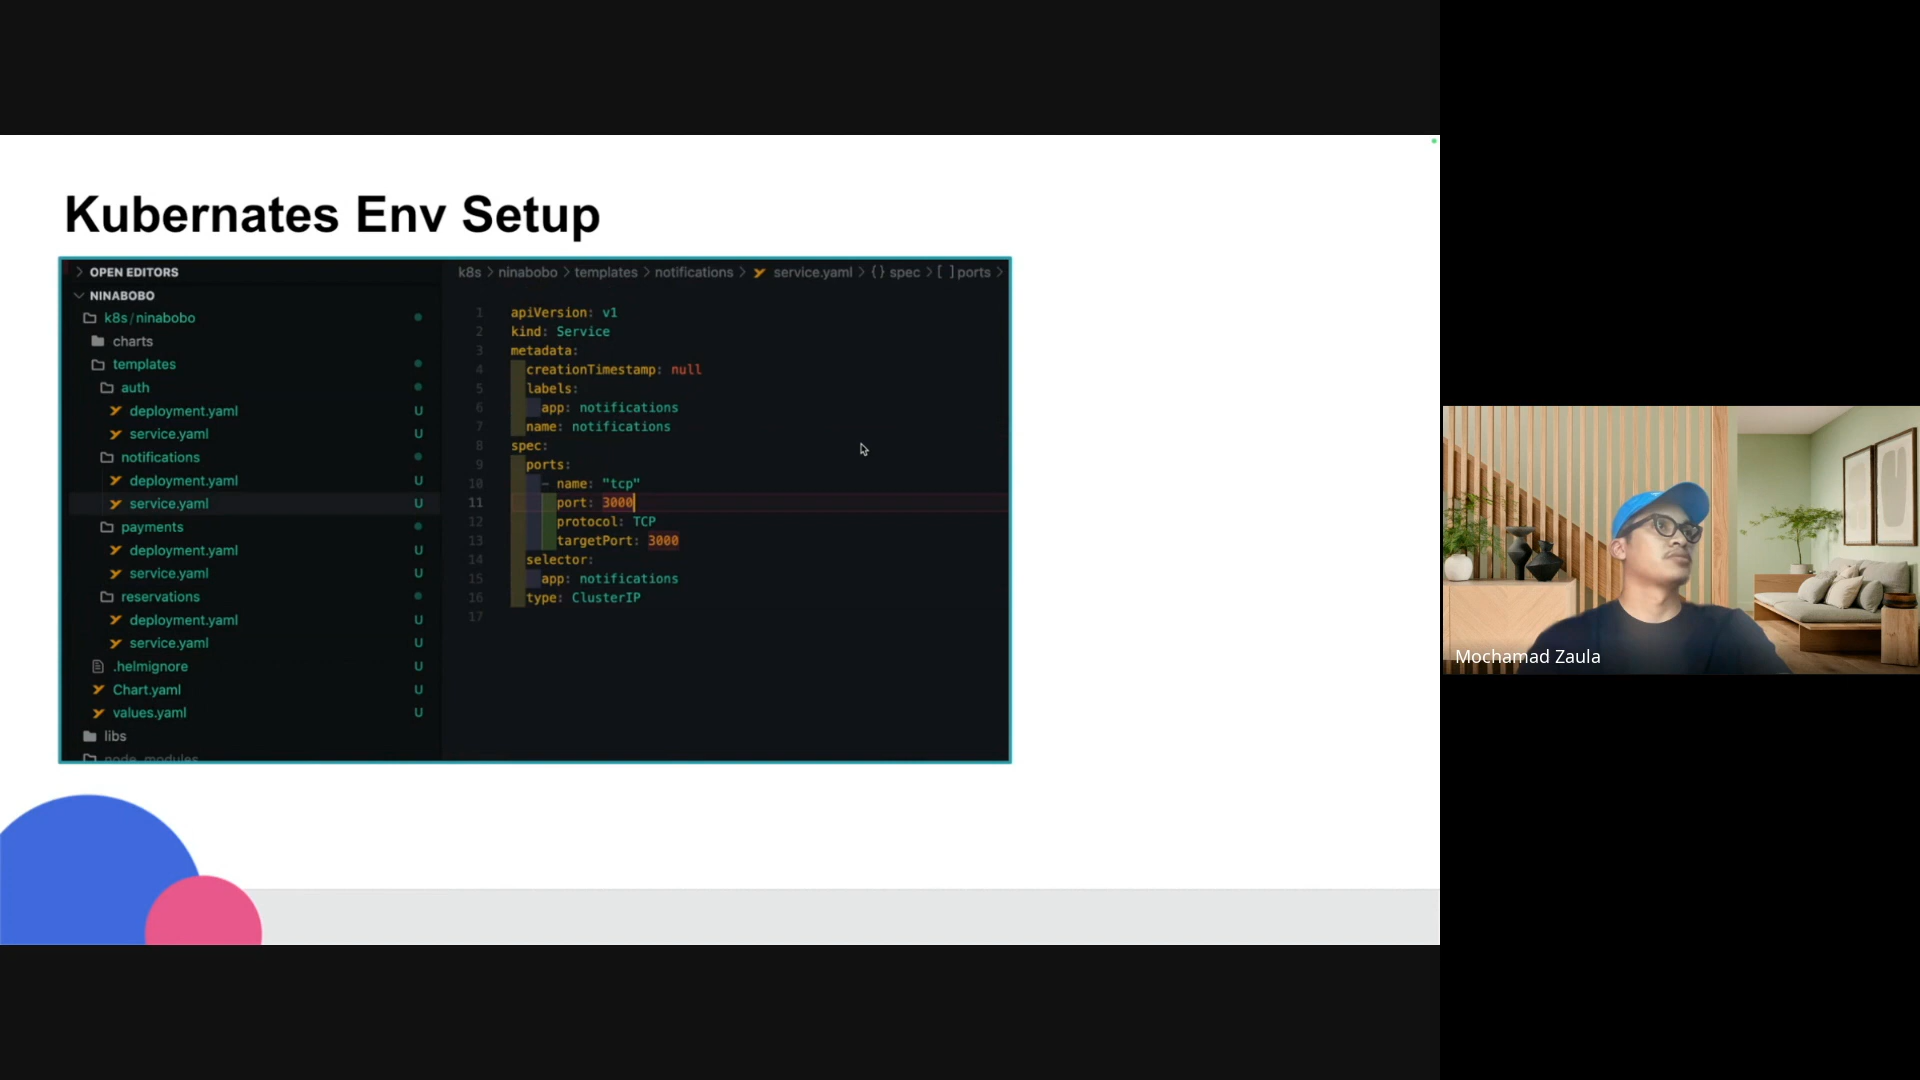 Kubernates Env Setup
OPEN EDITORS
NINABOBO
k8s/ninabobo
charts
templates
auth
deployment.yaml U
service.yaml U
notifications
deployment.yaml U
service.yaml U
payments
deployment.yaml U
service.yaml U
reservations
deployment.yaml U
service.yaml U
.helmignore U
Chart.yaml U
values.yaml U
libs
node_modules
k8s > ninabobo > templates > notifications > service.yaml > {} spec > [ ] ports >
1 apiVersion: v1
2 kind: Service
3 metadata:
4 creationTimestamp: null
5 labels:
6 app: notifications
7 name: notifications
8 spec:
9 ports:
10 - name: "tcp"
11 port: 3000
12 protocol: TCP
13 targetPort: 3000
14 selector:
15 app: notifications
16 type: ClusterIP
17
Mochamad Zaula